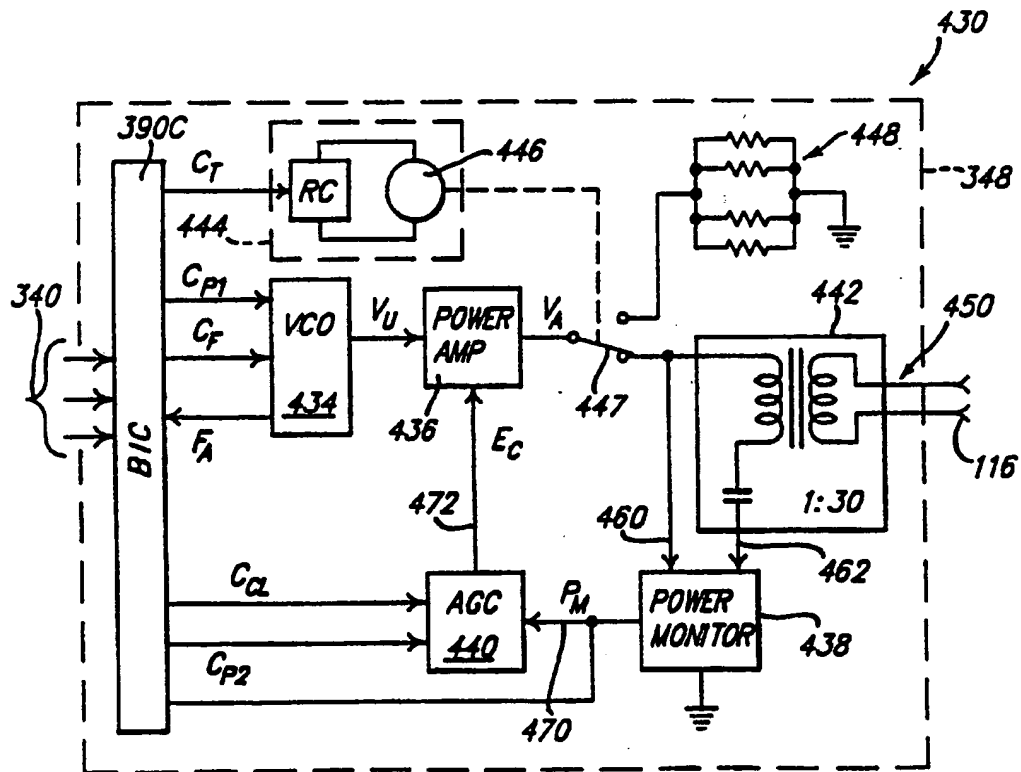 430
390C
C_T
446
RC
448
348
444
340
C_P1
C_F
VCO
434
F_A
V_U
POWER
AMP
436
V_A
447
442
450
116
BIC
E_C
472
460
1:30
462
C_CL
AGC
440
P_M
POWER
MONITOR
438
C_P2
470